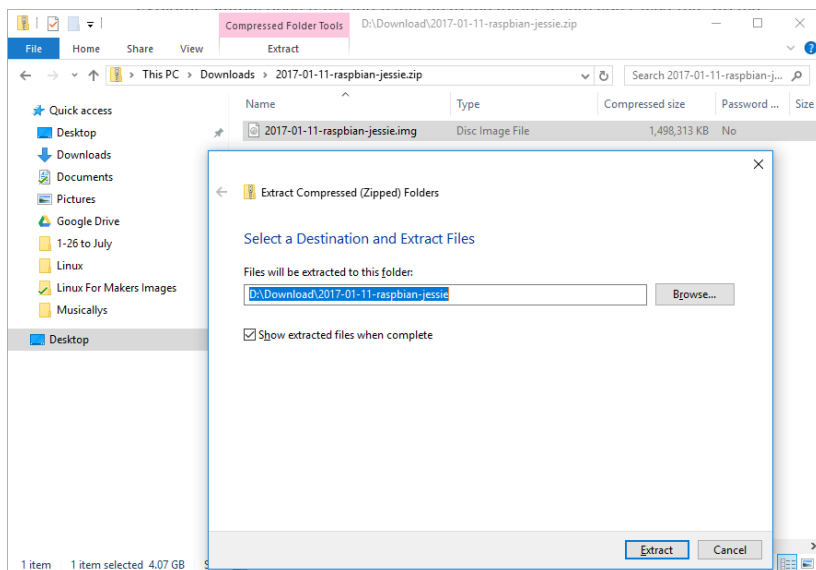 Compressed Folder Tools
D:\Download\2017-01-11-raspbian-jessie.zip
File Home Share View Extract
This PC Downloads 2017-01-11-raspbian-jessie.zip
Search 2017-01-11-raspbian-j...
Name Type Compressed size Password ... Size
Quick access
2017-01-11-raspbian-jessie.img Disc Image File 1,498,313 KB No
Desktop
Downloads
Documents
Pictures
Google Drive
1-26 to July
Linux
Linux For Makers Images
Musicallys
Desktop
Extract Compressed (Zipped) Folders
Select a Destination and Extract Files
Files will be extracted to this folder:
D:\Download\2017-01-11-raspbian-jessie
Browse...
Show extracted files when complete
Extract Cancel
1 item 1 item selected 4.07 GB